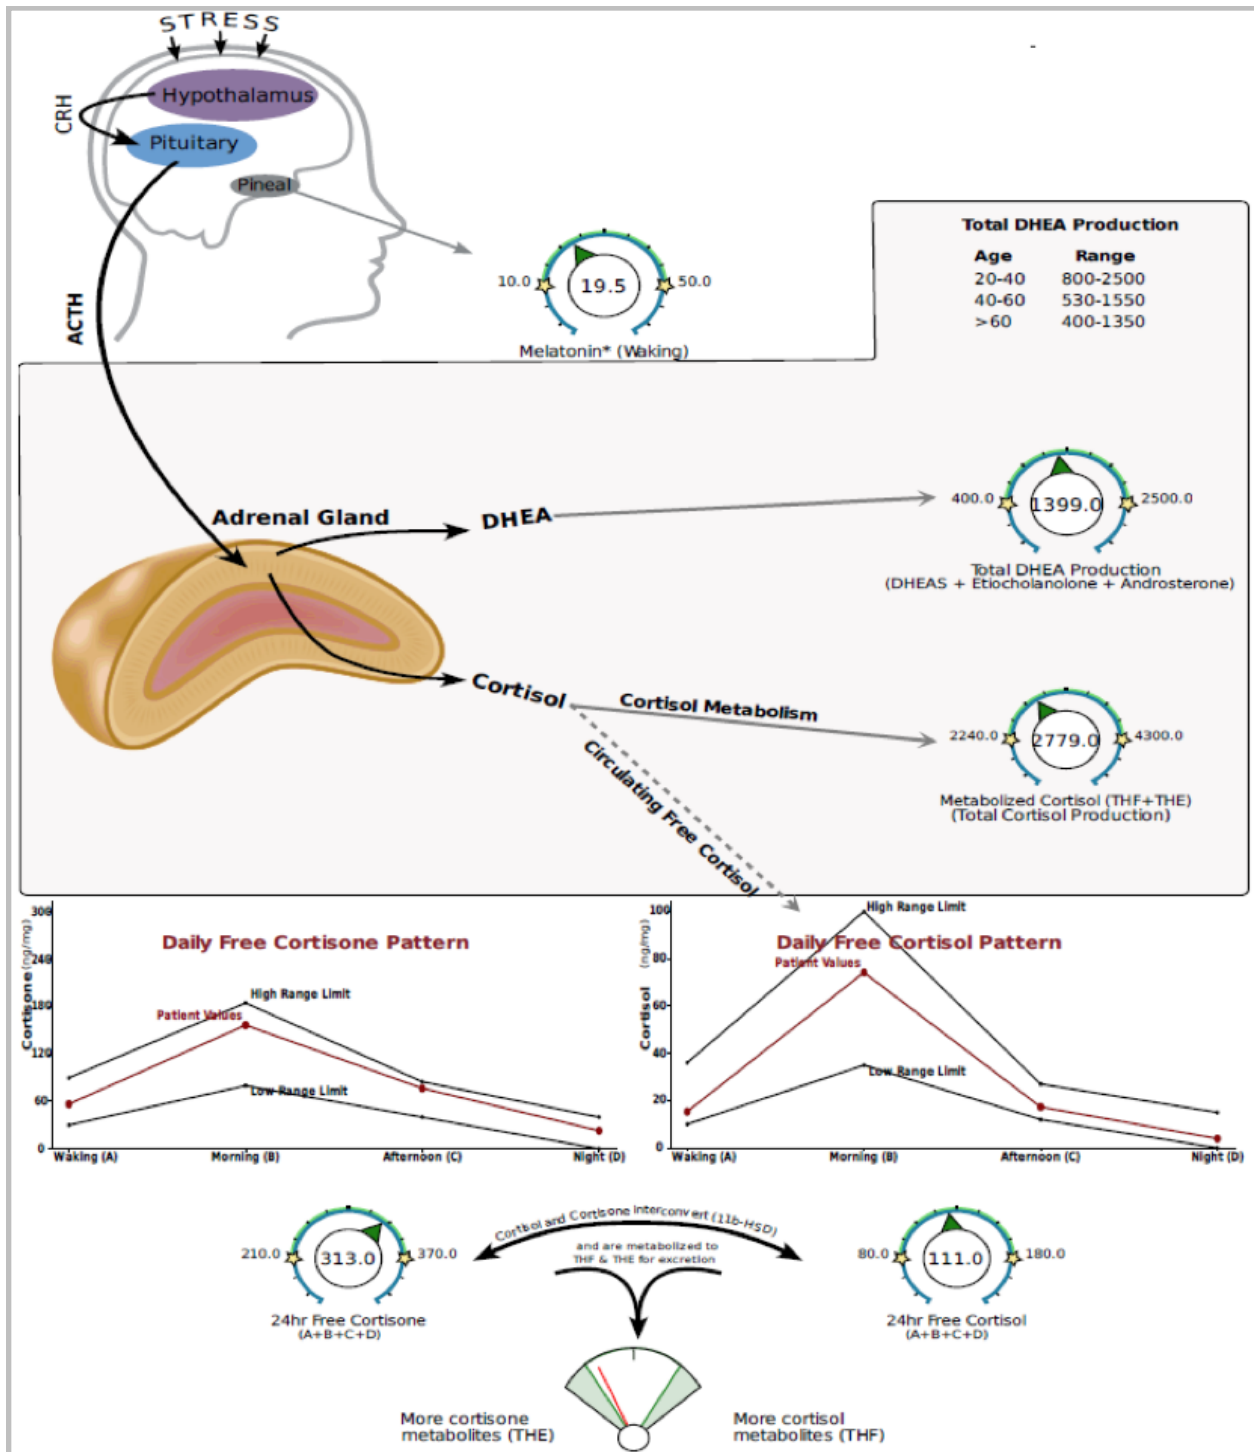 STRESS
Hypothalamus
CRH
Pituitary
Pineal
ACTH
10.0
19.5
50.0
Melatonin* (Waking)
Total DHEA Production
Age Range
20-40 800-2500
40-60 530-1550
>60 400-1350
Adrenal Gland
DHEA
400.0
1399.0
2500.0
Total DHEA Production
(DHEAS + Etiocholanolone + Androsterone)
Cortisol
Cortisol Metabolism
Circulating Free Cortisol
2240.0
2779.0
4300.0
Metabolized Cortisol (THF+THE)
(Total Cortisol Production)
Daily Free Cortisone Pattern
Cortisone (ng/mg)
300
240
180
120
60
0
High Range Limit
Patient Values
Low Range Limit
Waking (A)
Morning (B)
Afternoon (C)
Night (D)
Daily Free Cortisol Pattern
Cortisol (ng/mg)
100
80
60
40
20
0
High Range Limit
Patient Values
Low Range Limit
Waking (A)
Morning (B)
Afternoon (C)
Night (D)
210.0
313.0
370.0
24hr Free Cortisone
(A+B+C+D)
Cortisol and Cortisone Interconvert (11b-HSD)
and are metabolized to
THF & THE for excretion
80.0
111.0
180.0
24hr Free Cortisol
(A+B+C+D)
More cortisone
metabolites (THE)
More cortisol
metabolites (THF)